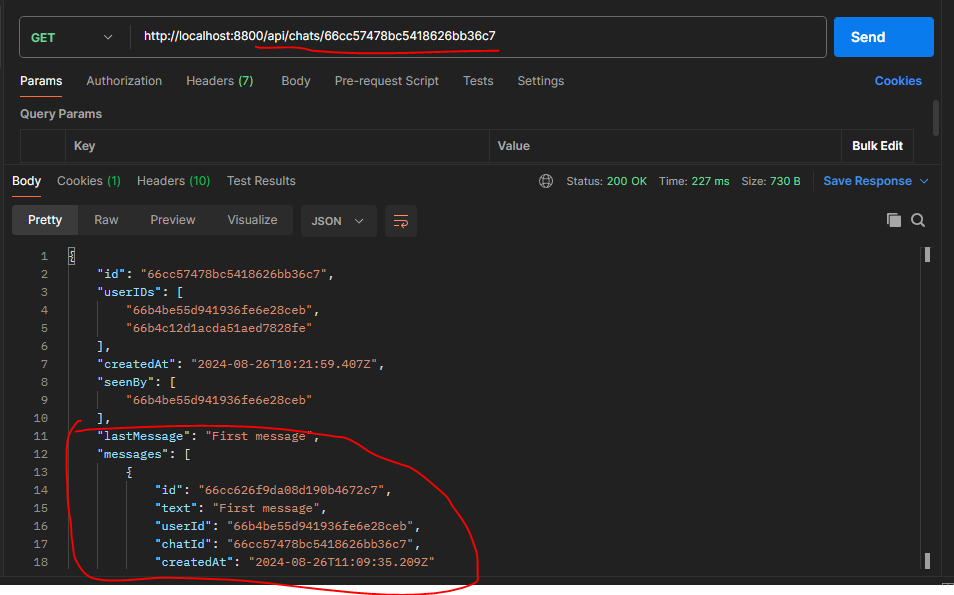 GET http://localhost:8800/api/chats/66cc57478bc5418626bb36c7 Send
Params Authorization Headers (7) Body Pre-request Script Tests Settings Cookies
Query Params
Key Value Bulk Edit
Body Cookies (1) Headers (10) Test Results Status: 200 OK Time: 227 ms Size: 730 B Save Response
Pretty Raw Preview Visualize JSON
1 {
2 "id": "66cc57478bc5418626bb36c7",
3 "userIDs": [
4 "66b4be55d941936fe6e28ceb",
5 "66b4c12d1acda51aed7828fe"
6 ],
7 "createdAt": "2024-08-26T10:21:59.407Z",
8 "seenBy": [
9 "66b4be55d941936fe6e28ceb"
10 ],
11 "lastMessage": "First message",
12 "messages": [
13 {
14 "id": "66cc626f9da08d190b4672c7",
15 "text": "First message",
16 "userId": "66b4be55d941936fe6e28ceb",
17 "chatId": "66cc57478bc5418626bb36c7",
18 "createdAt": "2024-08-26T11:09:35.209Z"